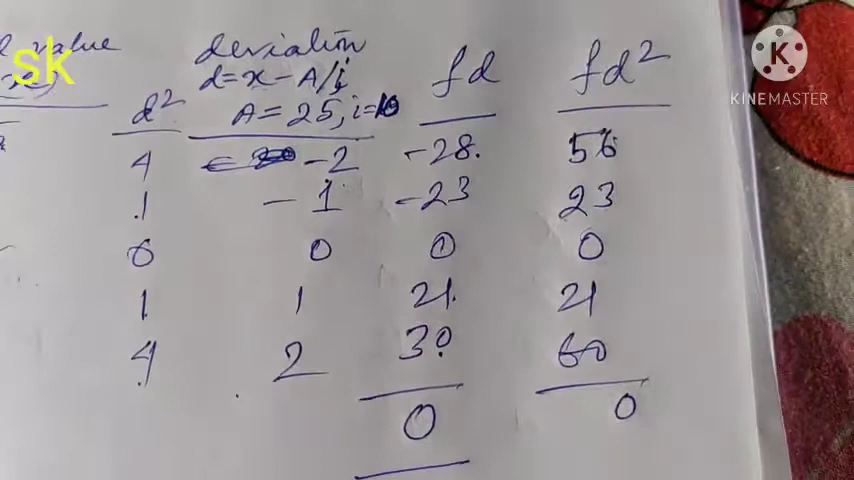 sk
d value
x)
deviation
d=x-A/i,
A=25, i=10
fd
fd²
d²
4 -2 -28. 56
1 -1 -23 23
0 0 0 0
1 1 21. 21
4 2 30 60
0 0
K
KINEMASTER